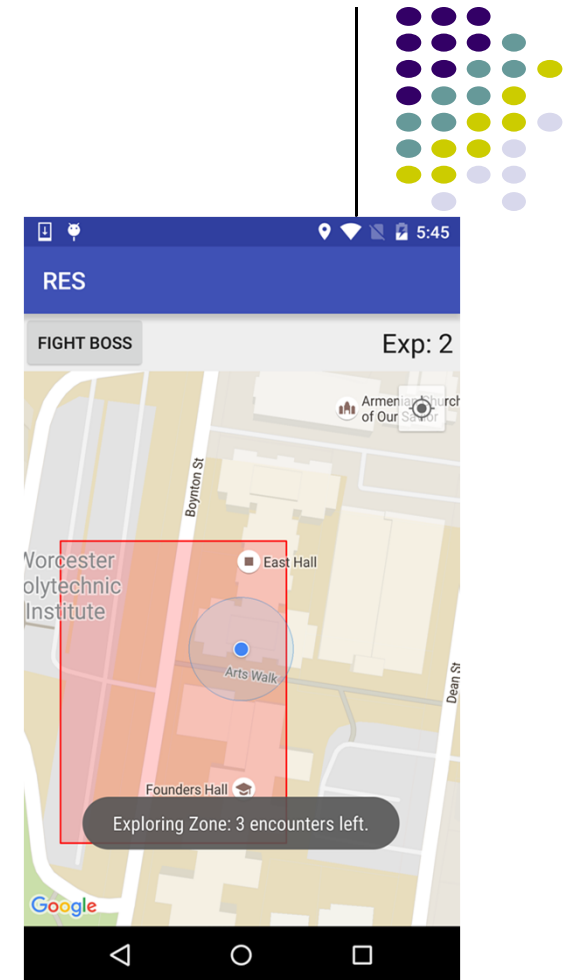 5:45
RES
FIGHT BOSS
Exp: 2
Armenian Church
of Our Savior
Boynton St
Worcester
Polytechnic
Institute
East Hall
Arts Walk
Dean St
Founders Hall
Exploring Zone: 3 encounters left.
Google